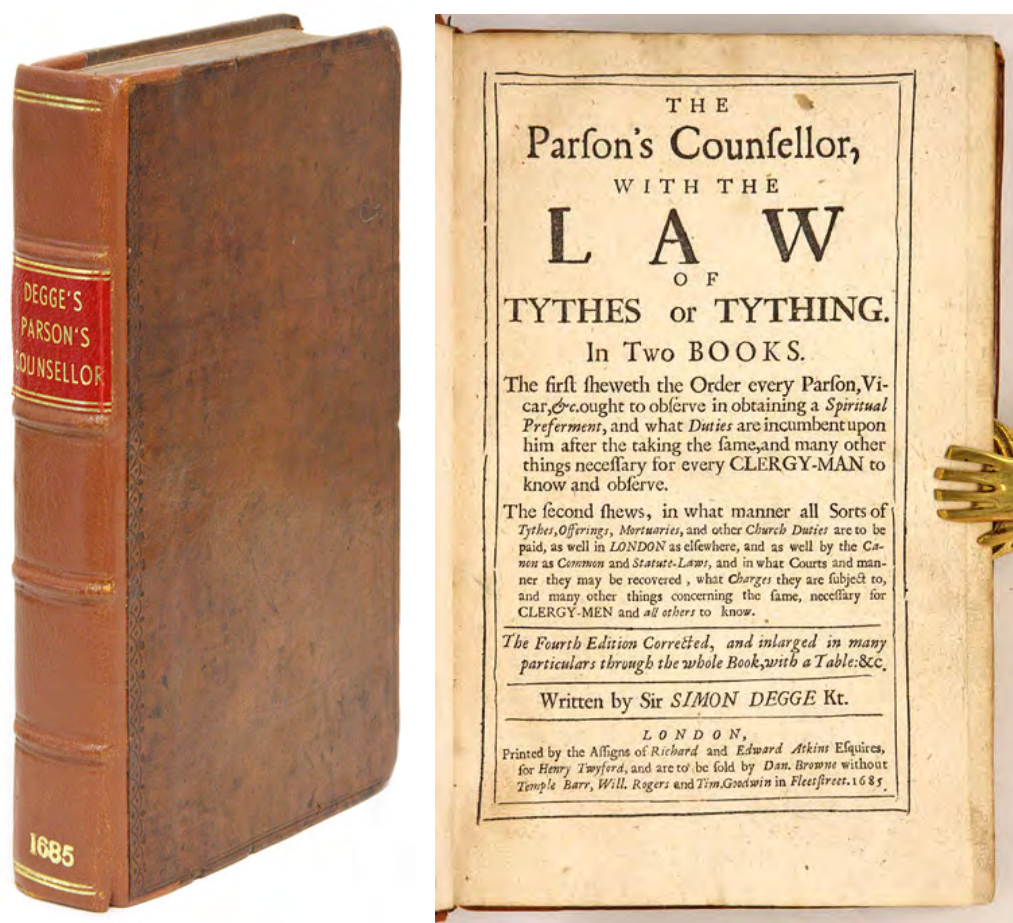 DEGGE'S
PARSON'S
COUNSELLOR
1685
THE
Parſon's Counſellor,
WITH THE
LAW
OF
TYTHES or TYTHING.
In Two BOOKS.
The firſt ſheweth the Order every Parſon, Vi-
car, &c. ought to obſerve in obtaining a Spiritual
Preferment, and what Duties are incumbent upon
him after the taking the ſame, and many other
things neceſſary for every CLERGY-MAN to
know and obſerve.
The ſecond ſhews, in what manner all Sorts of
Tythes, Offerings, Mortuaries, and other Church Duties are to be
paid, as well in LONDON as elſewhere, and as well by the Ca-
non as Common and Statute-Laws, and in what Courts and man-
ner they may be recovered, what Charges they are ſubject to,
and many other things concerning the ſame, neceſſary for
CLERGY-MEN and all others to know.
The Fourth Edition Corrected, and inlarged in many
particulars through the whole Book, with a Table: &c.
Written by Sir SIMON DEGGE Kt.
LONDON,
Printed by the Aſſigns of Richard and Edward Atkins Eſquires,
for Henry Twyford, and are to be ſold by Dan. Browne without
Temple Barr, Will. Rogers and Tim. Goodwin in Fleetſtreet. 1685.